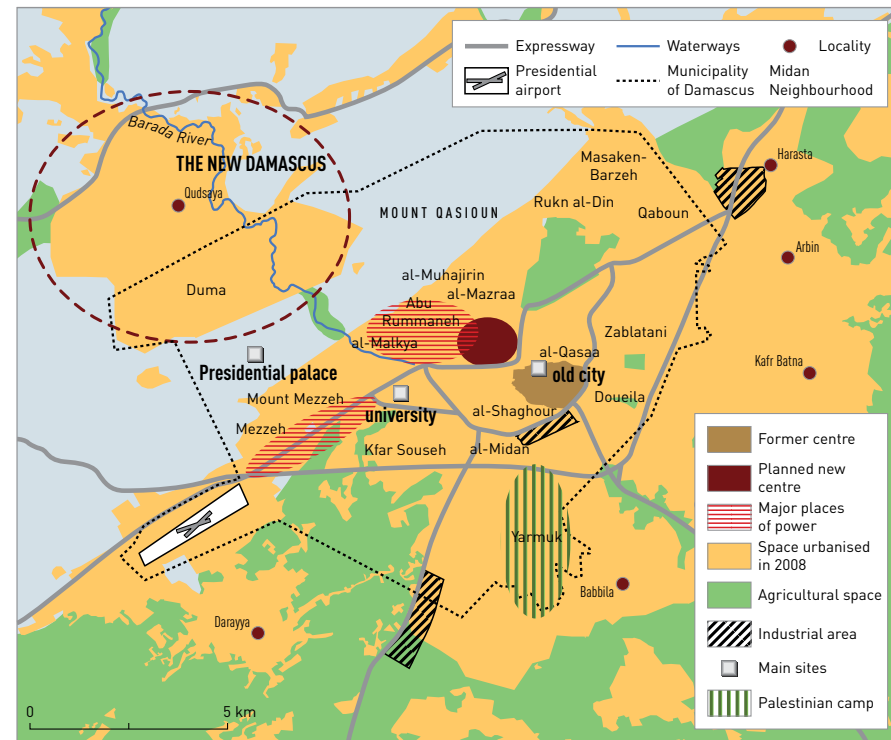 Expressway
Waterways
Locality
Presidential
airport
Municipality
of Damascus
Midan
Neighbourhood
Barada River
THE NEW DAMASCUS
Qudsaya
MOUNT QASIOUN
Masaken-
Barzeh
Rukn al-Din
Qaboun
Harasta
Arbin
Duma
al-Muhajirin
al-Mazraa
Abu
Rummaneh
al-Malkya
Zablatani
al-Qasaa
old city
Kafr Batna
Presidential palace
Mount Mezzeh
university
Doueila
al-Shaghour
Mezzeh
Kfar Souseh
al-Midan
Yarmuk
Babbila
Darayya
Former centre
Planned new
centre
Major places
of power
Space urbanised
in 2008
Agricultural space
Industrial area
Main sites
Palestinian camp
0
5 km